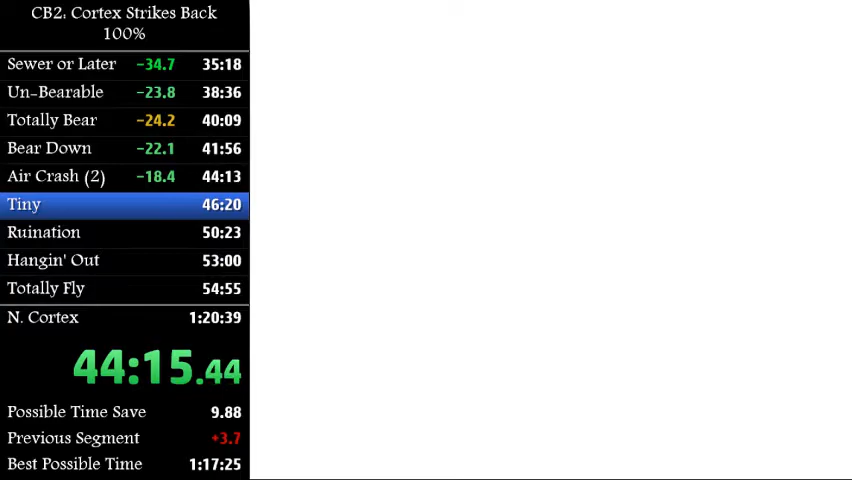 CB2: Cortex Strikes Back
100%
Sewer or Later -34.7 35:18
Un-Bearable -23.8 38:36
Totally Bear -24.2 40:09
Bear Down -22.1 41:56
Air Crash (2) -18.4 44:13
Tiny 46:20
Ruination 50:23
Hangin' Out 53:00
Totally Fly 54:55
N. Cortex 1:20:39
44:15.44
Possible Time Save 9.88
Previous Segment +3.7
Best Possible Time 1:17:25